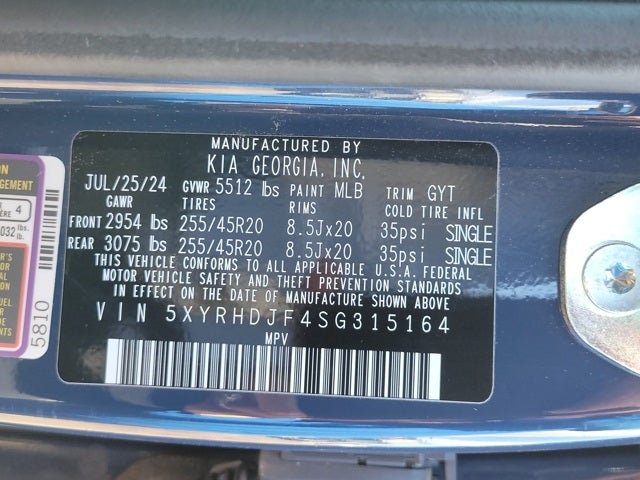 MANUFACTURED BY
KIA GEORGIA, INC.
JUL/25/24 GVWR 5512 lbs PAINT MLB TRIM GYT
GAWR TIRES RIMS COLD TIRE INFL
FRONT 2954 lbs 255/45R20 8.5Jx20 35psi SINGLE
REAR 3075 lbs 255/45R20 8.5Jx20 35psi SINGLE
THIS VEHICLE CONFORMS TO ALL APPLICABLE U.S.A. FEDERAL
MOTOR VEHICLE SAFETY AND THEFT PREVENTION STANDARDS
IN EFFECT ON THE DATE OF MANUFACTURE SHOWN ABOVE
VIN 5XYRHDJF4SG315164
MPV
4
lbs.
5810